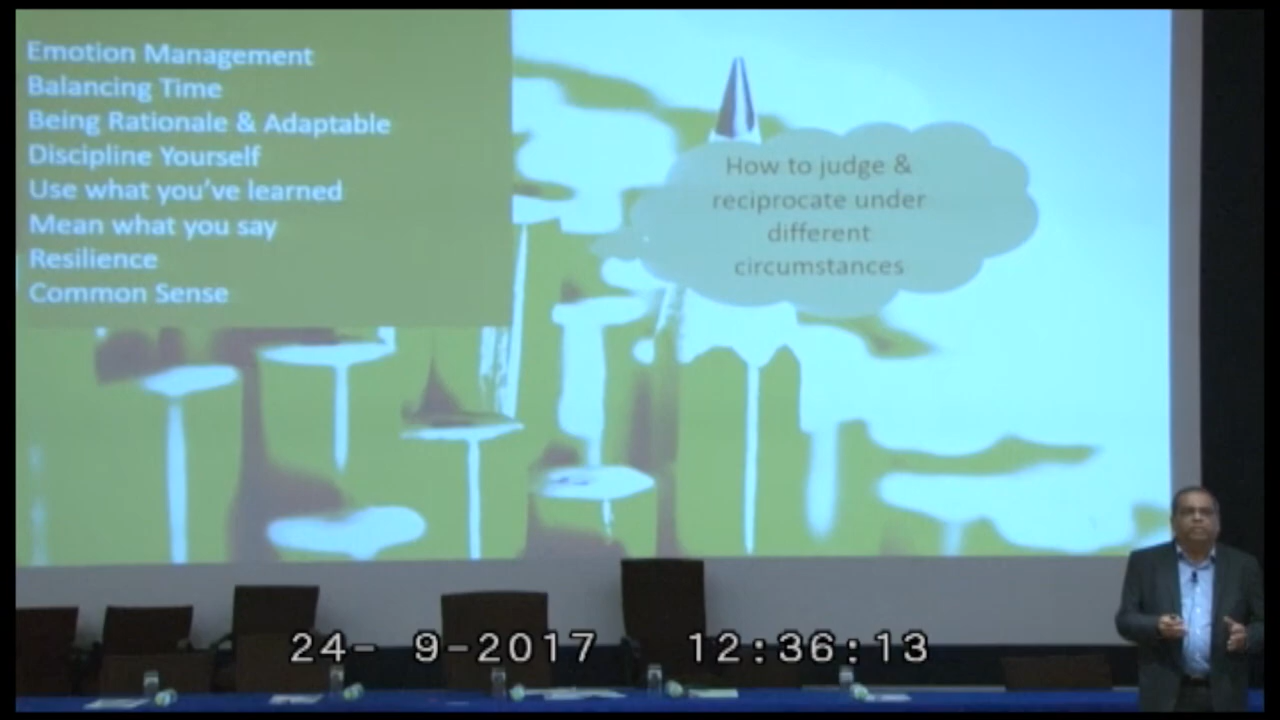 Emotion Management
Balancing Time
Being Rationale & Adaptable
Discipline Yourself
Use what you've learned
Mean what you say
Resilience
Common Sense
How to judge &
reciprocate under
different
circumstances
24- 9-2017 12:36:13